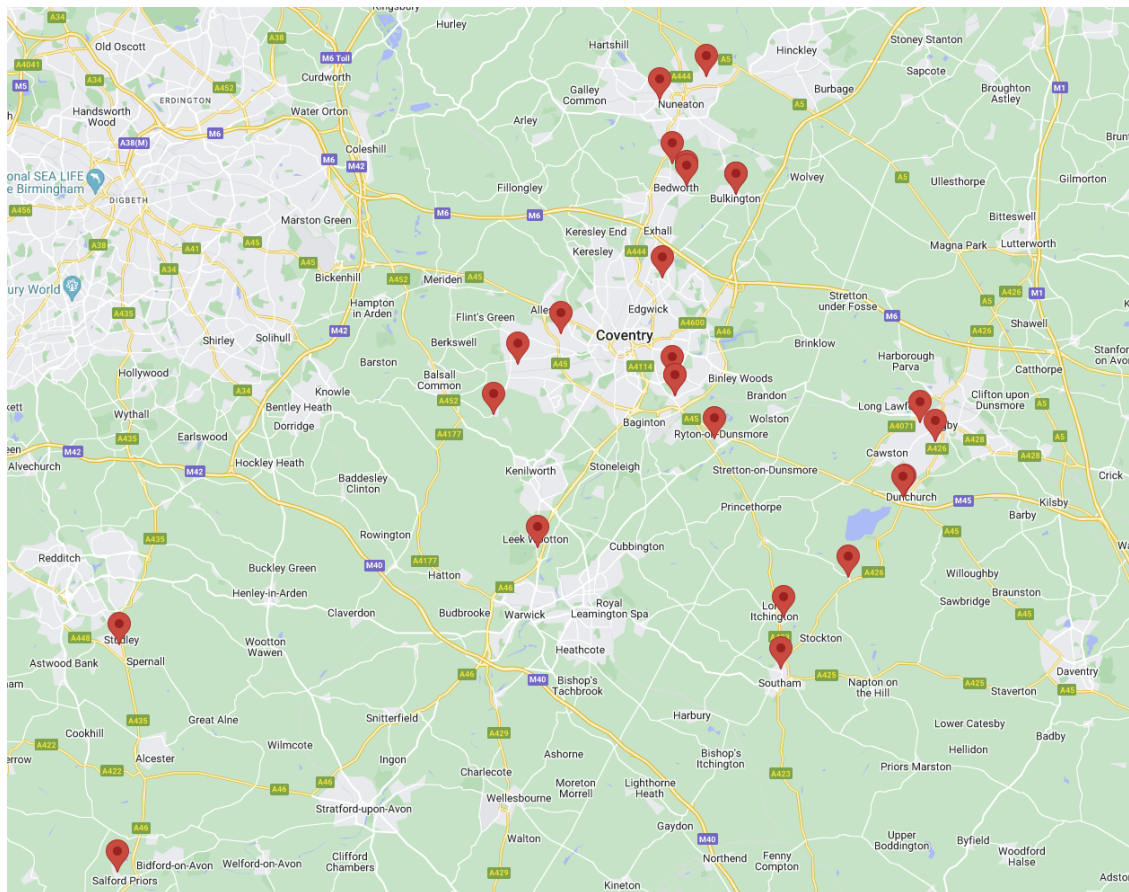 Kingsbury
Hurley
Old Oscott
A38
Hartshill
Hinckley
Stoney Stanton
A4041
M6 Toll
A5
Sapcote
M5
A34
Curdworth
A444
A452
Galley
Common
Nuneaton
Burbage
Broughton
Astley
M1
ERDINGTON
Handsworth
Wood
Water Orton
A5
Arley
M6
A38(M)
Coleshill
M6
M42
Bedworth
Bulkington
Wolvey
A5
Ullesthorpe
Gilmorton
onal SEA LIFE
e Birmingham
DIGBETH
Fillongley
A456
Marston Green
M6
M6
Keresley End
Exhall
Bitteswell
Magna Park
Lutterworth
A38
A41
A45
Keresley
A444
A34
A45
Bickenhill
A452
Meriden
A45
ury World
Hampton
in Arden
Stretton
under Fosse
A5
A426
M1
A435
Flint's Green
Alle
Edgwick
A4600
A46
M6
Shawell
A426
M42
Coventry
Shirley
Solihull
Berkswell
Brinklow
Harborough
Parva
Barston
A45
A4114
Catthorpe
Hollywood
Balsall
Common
Binley Woods
Knowle
A34
A452
Brandon
Long Lawf
Clifton upon
Dunsmore
A5
Wythall
Bentley Heath
Dorridge
Baginton
A45
Wolston
A4071
gby
A435
Earlswood
A4177
Ryton-on-Dunsmore
A426
A428
A5
M42
Alvechurch
Hockley Heath
M42
Kenilworth
Stoneleigh
Stretton-on-Dunsmore
Cawston
A428
Crick
Baddesley
Clinton
Dunchurch
M45
Kilsby
Princethorpe
Barby
A435
Rowington
Leek Wootton
Cubbington
A45
Redditch
Buckley Green
M40
A4177
Hatton
A426
Willoughby
Henley-in-Arden
A46
Braunston
Claverdon
Budbrooke
Warwick
Royal
Leamington Spa
Sawbridge
Itchington
A448
Spernall
Wootton
Wawen
Stockton
Astwood Bank
Heathcote
A46
M40
Bishop's
Tachbrook
Southam
A425
Napton on
the Hill
A425
Staverton
Daventry
A45
A435
Great Alne
Snitterfield
Harbury
Lower Catesby
Cookhill
A429
Badby
A422
Wilmcote
Ashorne
Bishop's
Itchington
Hellidon
Alcester
Ingon
Charlecote
A422
A46
A46
Moreton
Morrell
Lighthorne
Heath
A423
Priors Marston
Stratford-upon-Avon
Wellesbourne
A46
Walton
Gaydon
M40
Upper
Boddington
Byfield
Clifford
Chambers
Northend
Fenny
Compton
Woodford
Halse
Bidford-on-Avon
Welford-on-Avon
Salford Priors
A429
Kineton